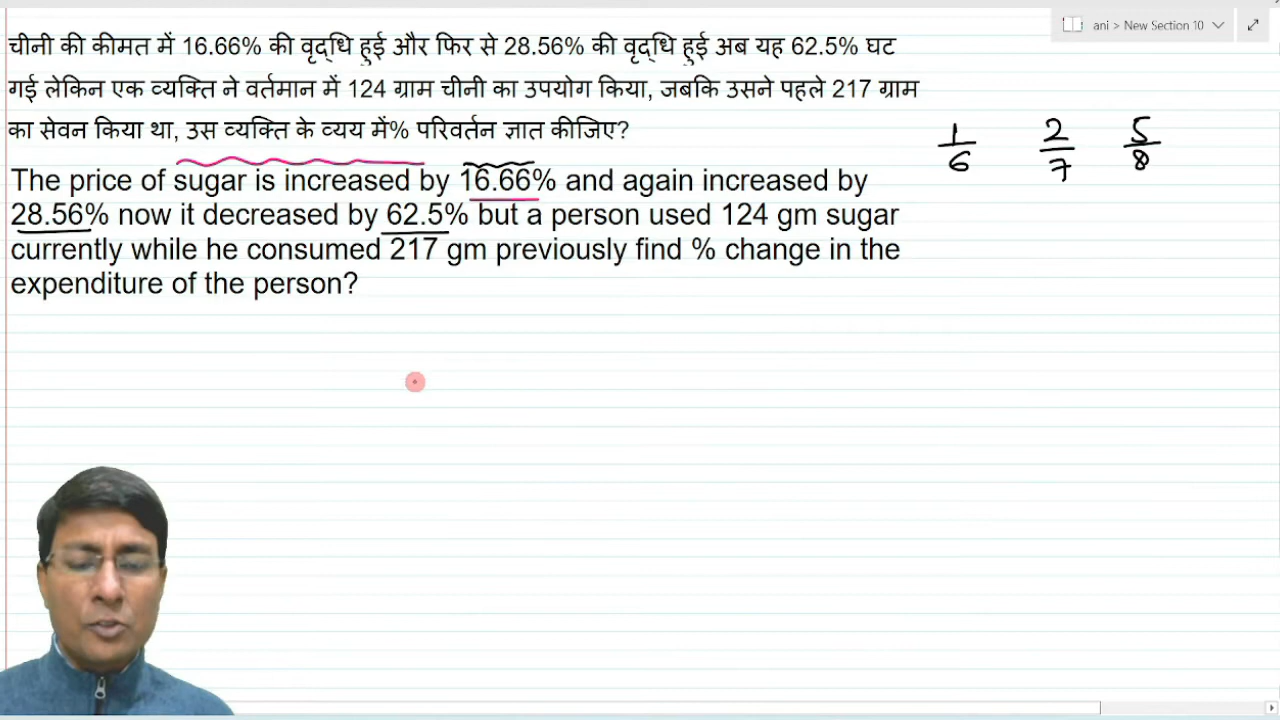 ani > New Section 10
चीनी की कीमत में 16.66% की वृद्धि हुई और फिर से 28.56% की वृद्धि हुई अब यह 62.5% घट
गई लेकिन एक व्यक्ति ने वर्तमान में 124 ग्राम चीनी का उपयोग किया, जबकि उसने पहले 217 ग्राम
का सेवन किया था, उस व्यक्ति के व्यय में% परिवर्तन ज्ञात कीजिए?
1/6 2/7 5/8
The price of sugar is increased by 16.66% and again increased by
28.56% now it decreased by 62.5% but a person used 124 gm sugar
currently while he consumed 217 gm previously find % change in the
expenditure of the person?